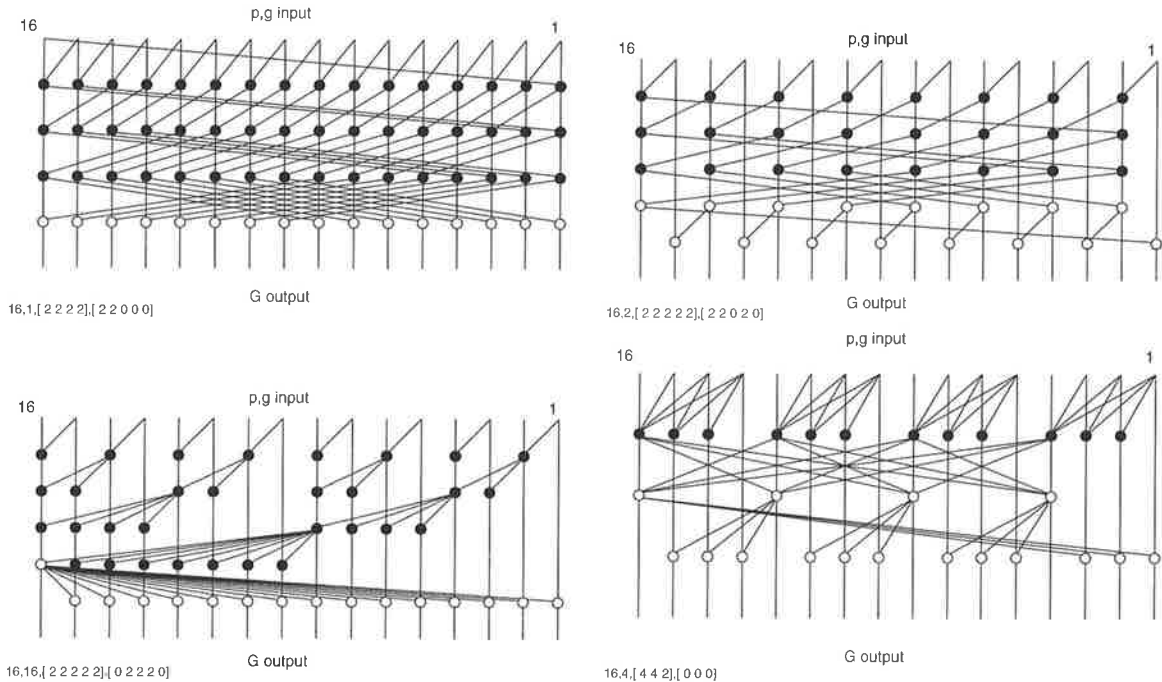 p,g input
16
1
G output
16,1,[ 2 2 2 2],[ 2 2 0 0 0]
p,g input
16
1
G output
16,2,[ 2 2 2 2 2],[ 2 2 0 2 0]
p,g input
16
1
G output
16,16,[ 2 2 2 2 2],[ 0 2 2 2 0]
p,g input
16
1
G output
16,4,[ 4 4 2],[ 0 0 0]